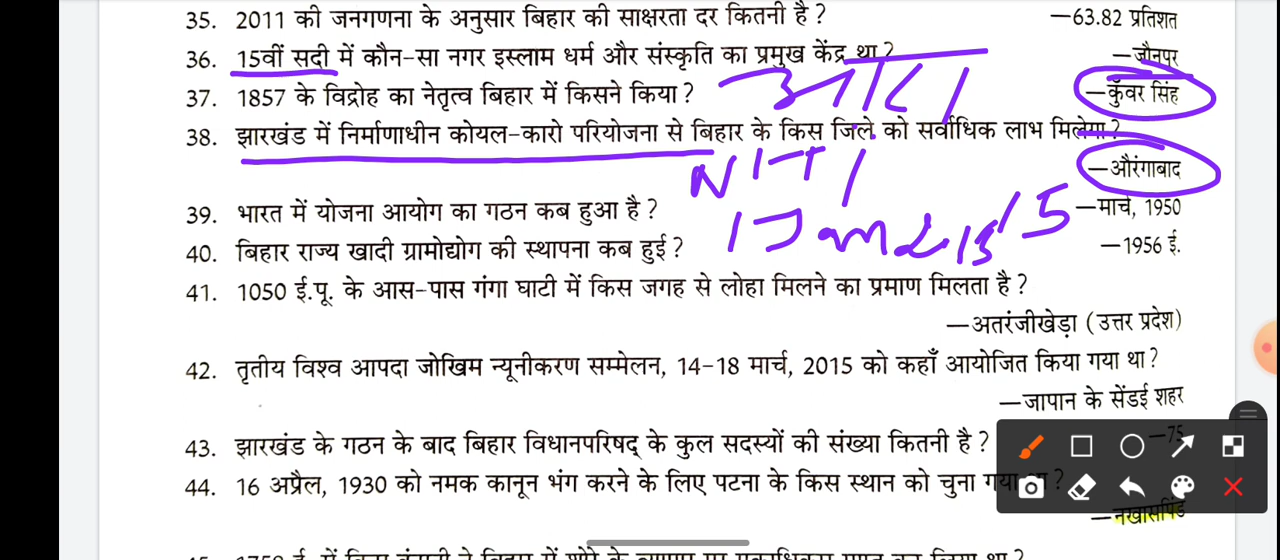 35. 2011 की जनगणना के अनुसार बिहार की साक्षरता दर कितनी है ? —63.82 प्रतिशत
36. 15वीं सदी में कौन-सा नगर इस्लाम धर्म और संस्कृति का प्रमुख केंद्र था ? —जौनपुर
37. 1857 के विद्रोह का नेतृत्व बिहार में किसने किया ? —कुँवर सिंह
38. झारखंड में निर्माणाधीन कोयल-कारो परियोजना से बिहार के किस जिले को सर्वाधिक लाभ मिलेगा ?
—औरंगाबाद
39. भारत में योजना आयोग का गठन कब हुआ है ? —मार्च, 1950
40. बिहार राज्य खादी ग्रामोद्योग की स्थापना कब हुई ? —1956 ई.
41. 1050 ई.पू. के आस-पास गंगा घाटी में किस जगह से लोहा मिलने का प्रमाण मिलता है ?
—अतरंजीखेड़ा (उत्तर प्रदेश)
42. तृतीय विश्व आपदा जोखिम न्यूनीकरण सम्मेलन, 14-18 मार्च, 2015 को कहाँ आयोजित किया गया था ?
—जापान के सेंडई शहर
43. झारखंड के गठन के बाद बिहार विधानपरिषद् के कुल सदस्यों की संख्या कितनी है ? —75
44. 16 अप्रैल, 1930 को नमक कानून भंग करने के लिए पटना के किस स्थान को चुना गया था ?
—नखासपिंड